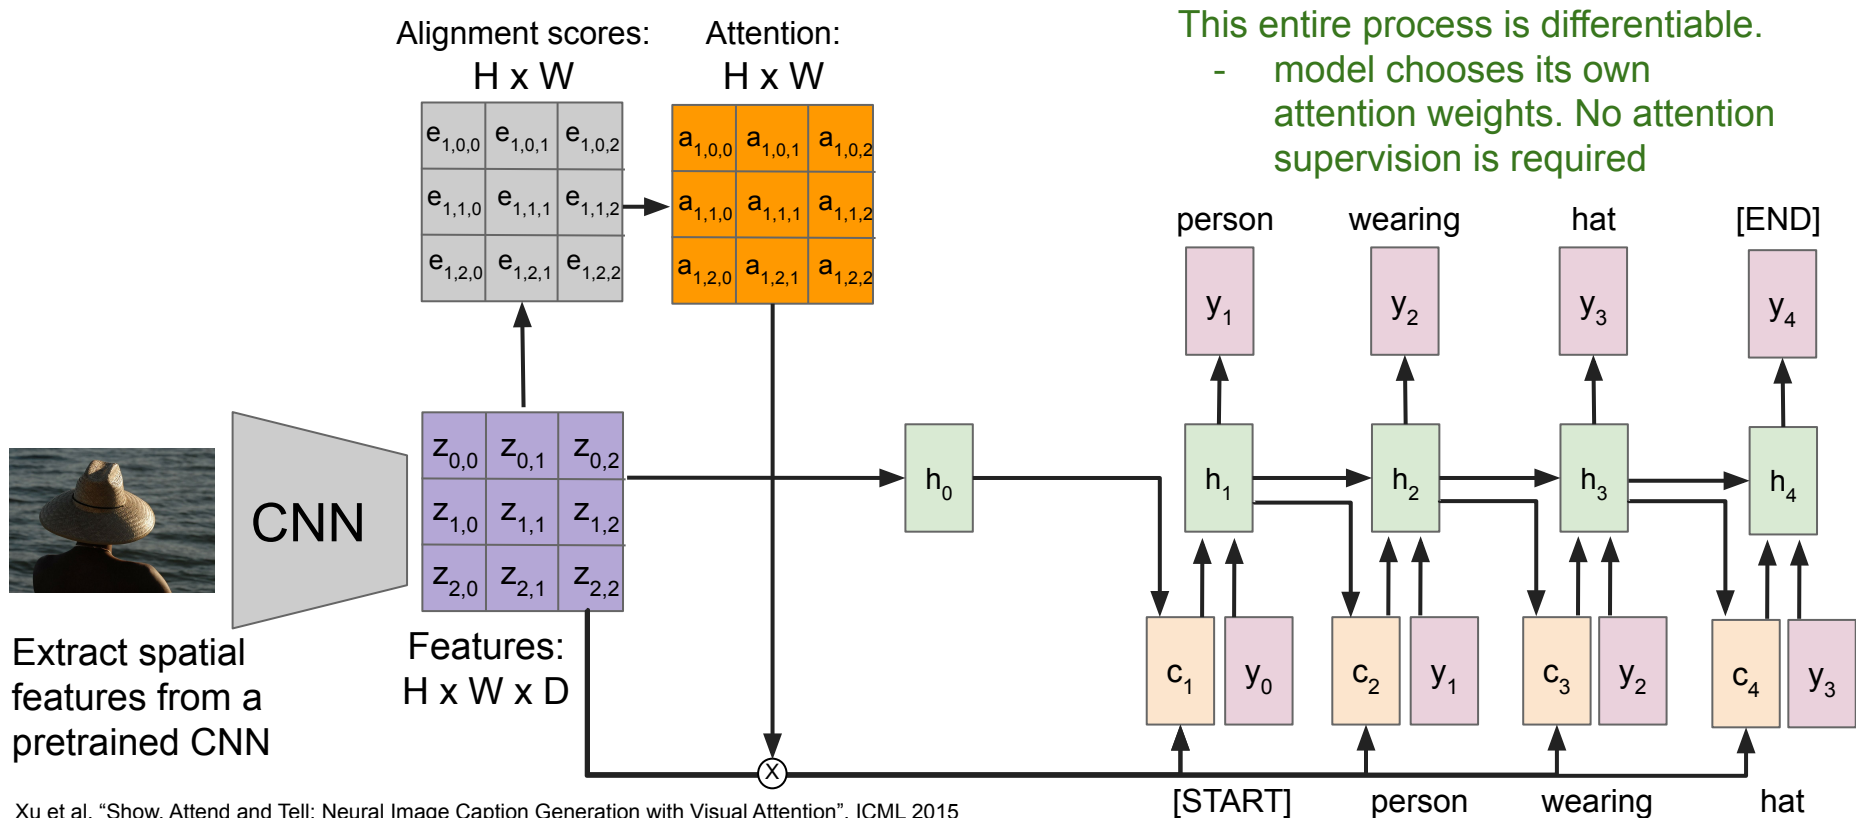 Alignment scores:
H x W
Attention:
H x W
This entire process is differentiable.
- model chooses its own
attention weights. No attention
supervision is required
e1,0,0 e1,0,1 e1,0,2
e1,1,0 e1,1,1 e1,1,2
e1,2,0 e1,2,1 e1,2,2
a1,0,0 a1,0,1 a1,0,2
a1,1,0 a1,1,1 a1,1,2
a1,2,0 a1,2,1 a1,2,2
person wearing hat [END]
y1 y2 y3 y4
CNN
z0,0 z0,1 z0,2
z1,0 z1,1 z1,2
z2,0 z2,1 z2,2
h0 h1 h2 h3 h4
Extract spatial
features from a
pretrained CNN
Features:
H x W x D
c1 y0 c2 y1 c3 y2 c4 y3
X
[START] person wearing hat
Xu et al, “Show, Attend and Tell: Neural Image Caption Generation with Visual Attention”, ICML 2015